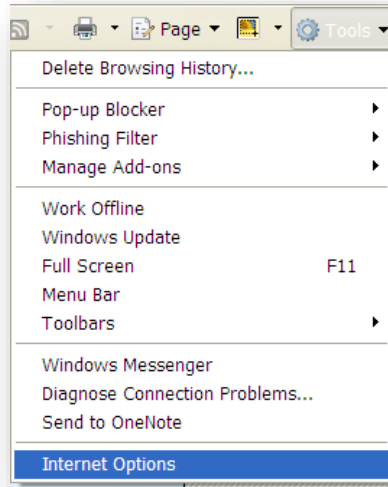 Page Tools
Delete Browsing History...
Pop-up Blocker
Phishing Filter
Manage Add-ons
Work Offline
Windows Update
Full Screen F11
Menu Bar
Toolbars
Windows Messenger
Diagnose Connection Problems...
Send to OneNote
Internet Options